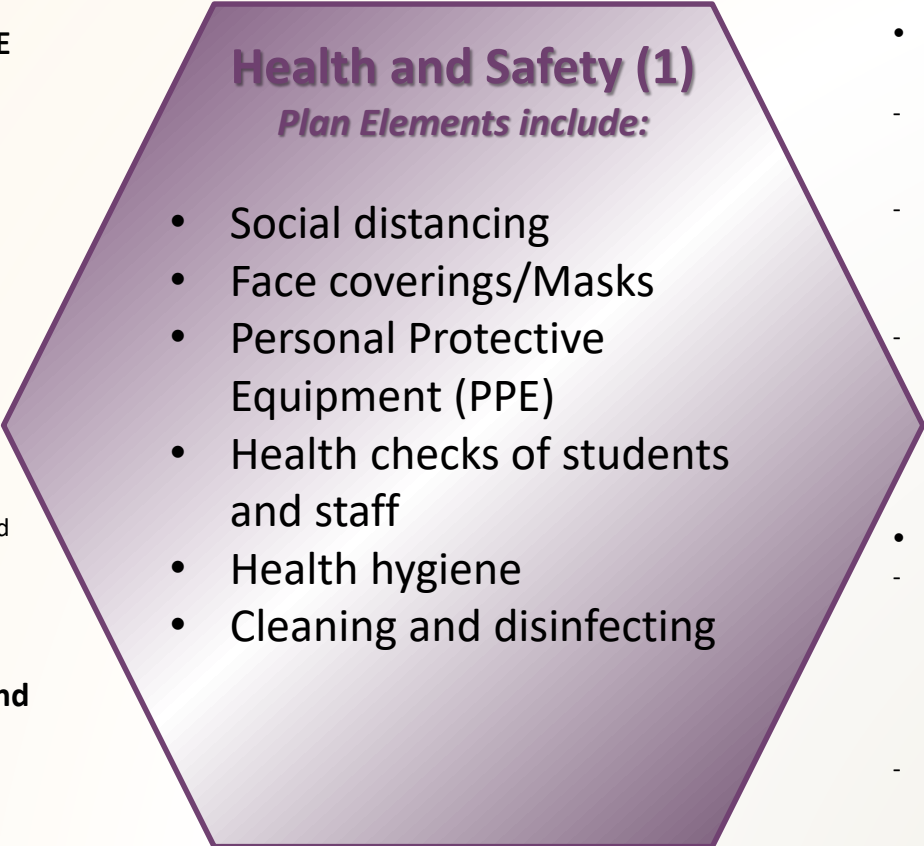 E
Health and Safety (1)
Plan Elements include:
• Social distancing
• Face coverings/Masks
• Personal Protective
Equipment (PPE)
• Health checks of students
and staff
• Health hygiene
• Cleaning and disinfecting
d
nd
•
-
-
-
•
-
-